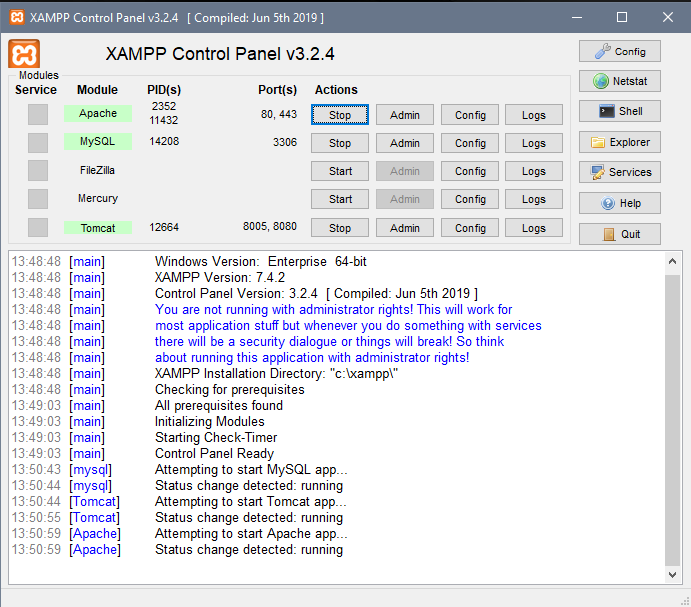 XAMPP Control Panel v3.2.4 [ Compiled: Jun 5th 2019 ]
XAMPP Control Panel v3.2.4
Config
Modules
Service Module PID(s) Port(s) Actions
Netstat
Apache 2352 11432 80, 443 Stop Admin Config Logs
Shell
MySQL 14208 3306 Stop Admin Config Logs
Explorer
FileZilla Start Admin Config Logs
Services
Mercury Start Admin Config Logs
Help
Tomcat 12664 8005, 8080 Stop Admin Config Logs
Quit
13:48:48 [main] Windows Version: Enterprise 64-bit
13:48:48 [main] XAMPP Version: 7.4.2
13:48:48 [main] Control Panel Version: 3.2.4 [ Compiled: Jun 5th 2019 ]
13:48:48 [main] You are not running with administrator rights! This will work for
13:48:48 [main] most application stuff but whenever you do something with services
13:48:48 [main] there will be a security dialogue or things will break! So think
13:48:48 [main] about running this application with administrator rights!
13:48:48 [main] XAMPP Installation Directory: "c:\xampp\"
13:48:48 [main] Checking for prerequisites
13:49:03 [main] All prerequisites found
13:49:03 [main] Initializing Modules
13:49:03 [main] Starting Check-Timer
13:49:03 [main] Control Panel Ready
13:50:43 [mysql] Attempting to start MySQL app...
13:50:44 [mysql] Status change detected: running
13:50:44 [Tomcat] Attempting to start Tomcat app...
13:50:55 [Tomcat] Status change detected: running
13:50:59 [Apache] Attempting to start Apache app...
13:50:59 [Apache] Status change detected: running